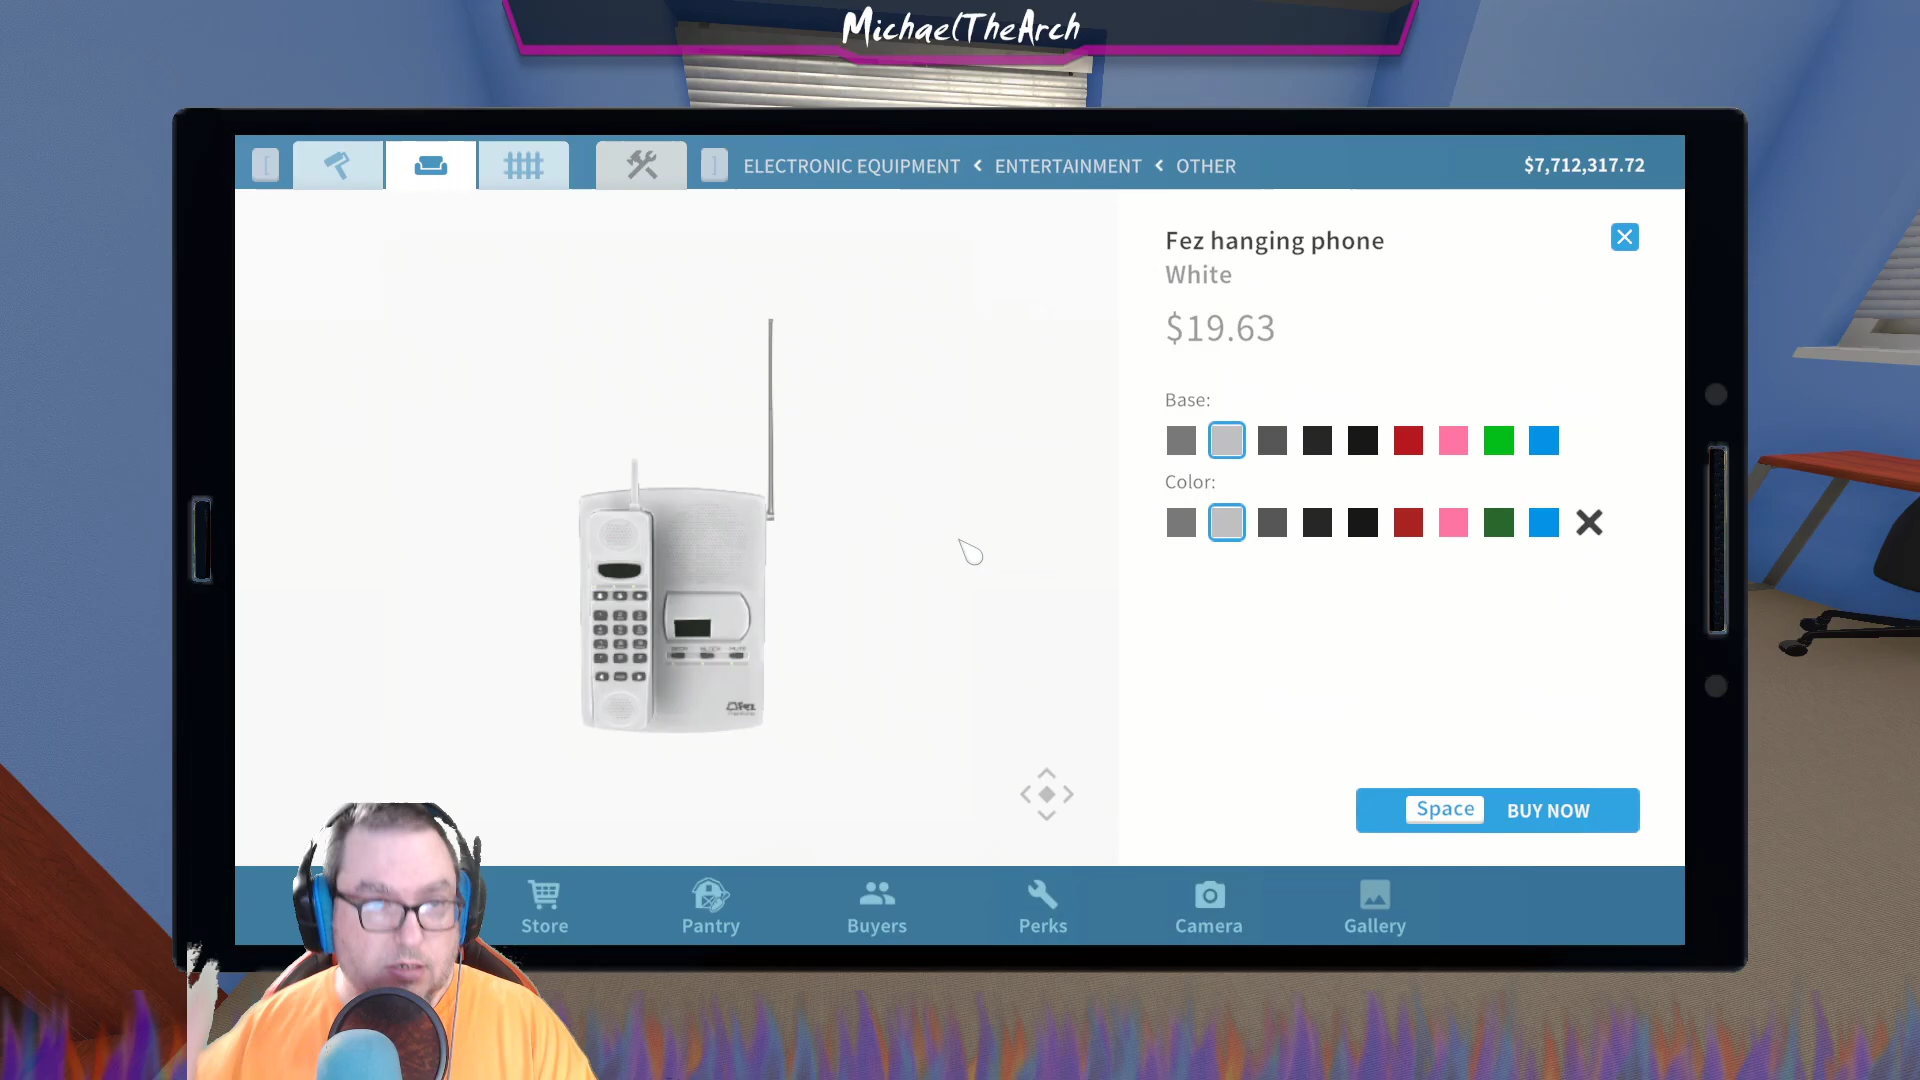 MichaelTheArch
[
]
ELECTRONIC EQUIPMENT < ENTERTAINMENT < OTHER
$7,712,317.72
Fez hanging phone
White
$19.63
Base:
Color:
Fez
Space BUY NOW
Store
Pantry
Buyers
Perks
Camera
Gallery